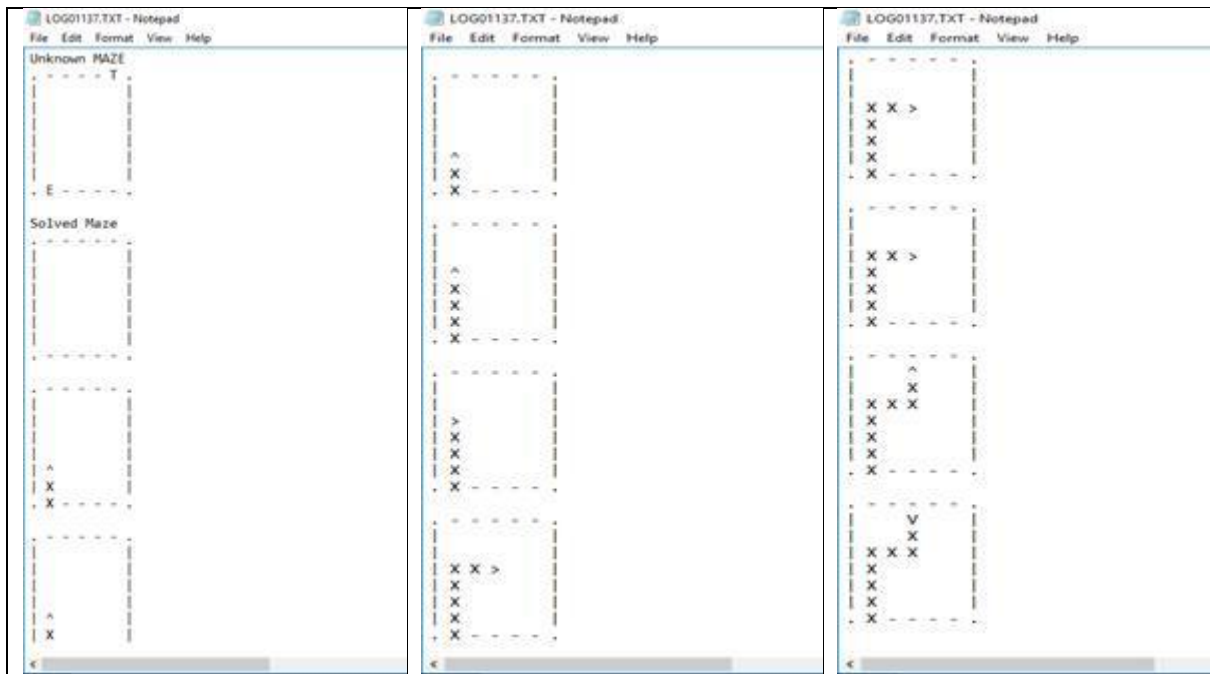 LOG01137.TXT - Notepad
File Edit Format View Help
Unknown MAZE
. - - - - T .
| |
| |
| |
| |
| |
| |
. E - - - - .
Solved Maze
. - - - - - .
| |
| |
| |
| |
| |
| |
. - - - - - .
. - - - - - .
| |
| |
| |
| |
| ^ |
| X |
. X - - - - .
. - - - - - .
| |
| |
| |
| |
| ^ |
| X |
LOG01137.TXT - Notepad
File Edit Format View Help
. - - - - - .
| |
| |
| |
| |
| ^ |
| X |
. X - - - - .
. - - - - - .
| |
| |
| ^ |
| X |
| X |
| X |
. X - - - - .
. - - - - - .
| |
| |
| > |
| X |
| X |
| X |
. X - - - - .
. - - - - - .
| |
| |
| X X > |
| X |
| X |
| X |
. X - - - - .
LOG01137.TXT - Notepad
File Edit Format View Help
. - - - - - .
| |
| |
| X X > |
| X |
| X |
| X |
. X - - - - .
. - - - - - .
| |
| |
| X X > |
| X |
| X |
| X |
. X - - - - .
. - - - - - .
| ^ |
| X |
| X X X |
| X |
| X |
| X |
. X - - - - .
. - - - - - .
| V |
| X |
| X X X |
| X |
| X |
| X |
. X - - - - .